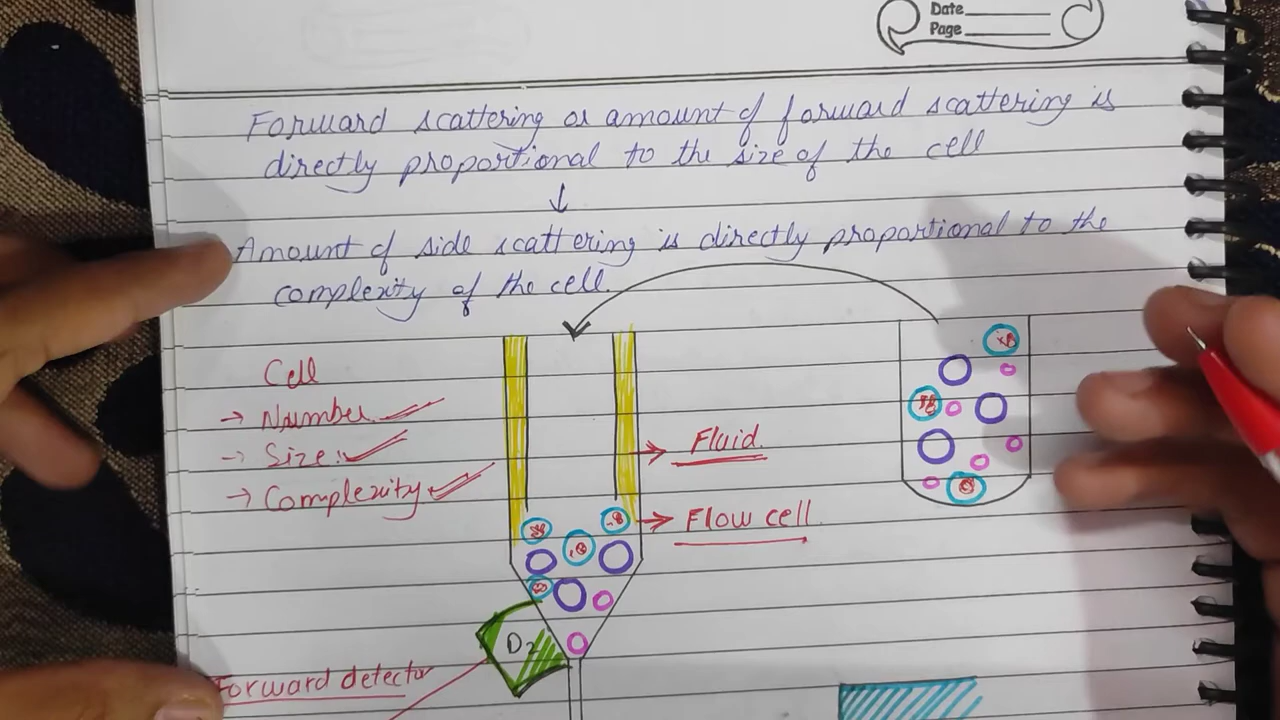 Date
Page
Forward scattering or amount of forward scattering is
directly proportional to the size of the cell
↓
Amount of side scattering is directly proportional to the
complexity of the cell.
Cell
→ Number
→ Size
→ Complexity
→ Fluid.
→ Flow cell
D2
Forward detector